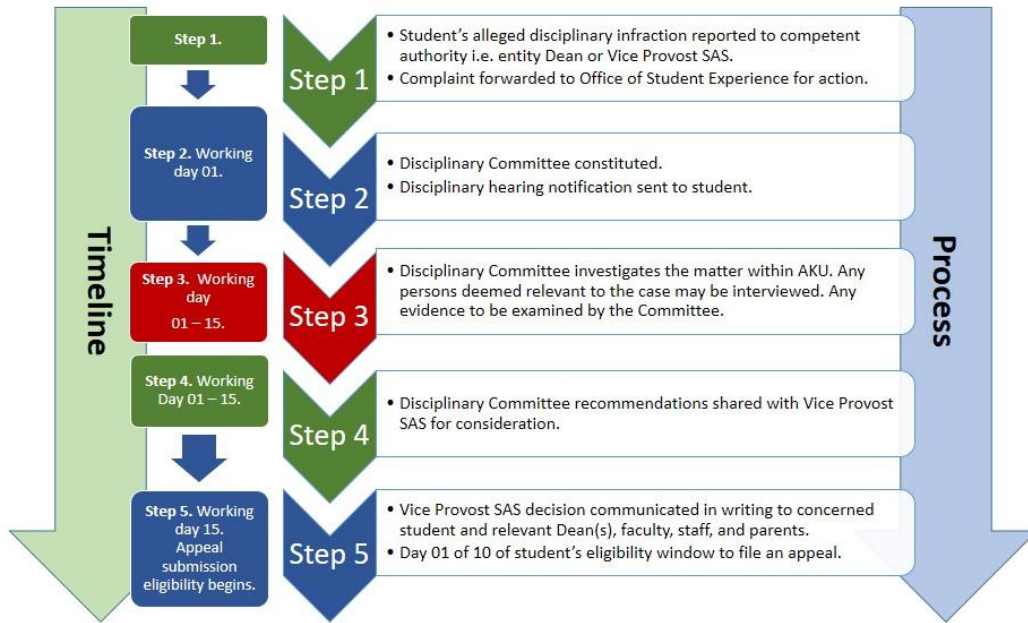 Timeline
Process
Step 1.
Step 1
• Student's alleged disciplinary infraction reported to competent
authority i.e. entity Dean or Vice Provost SAS.
• Complaint forwarded to Office of Student Experience for action.
Step 2. Working
day 01.
Step 2
• Disciplinary Committee constituted.
• Disciplinary hearing notification sent to student.
Step 3. Working
day
01 – 15.
Step 3
• Disciplinary Committee investigates the matter within AKU. Any
persons deemed relevant to the case may be interviewed. Any
evidence to be examined by the Committee.
Step 4. Working
Day 01 – 15.
Step 4
• Disciplinary Committee recommendations shared with Vice Provost
SAS for consideration.
Step 5. Working
day 15.
Appeal
submission
eligibility begins.
Step 5
• Vice Provost SAS decision communicated in writing to concerned
student and relevant Dean(s), faculty, staff, and parents.
• Day 01 of 10 of student's eligibility window to file an appeal.